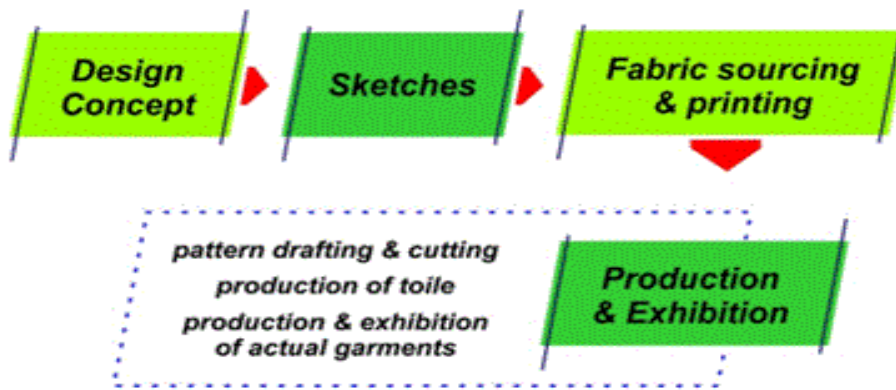 Design
Concept
Sketches
Fabric sourcing
& printing
pattern drafting & cutting
production of toile
production & exhibition
of actual garments
Production
& Exhibition